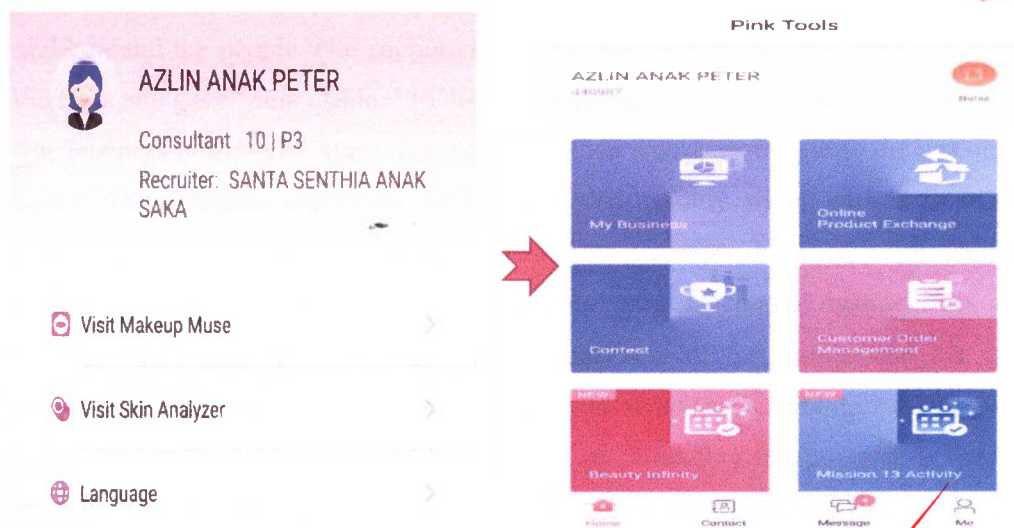 AZLIN ANAK PETER
Consultant 10 | P3
Recruiter: SANTA SENTHIA ANAK
SAKA
Visit Makeup Muse
Visit Skin Analyzer
Language
Pink Tools
AZLIN ANAK PETER
440987
Notes
My Business
Online
Product Exchange
Contest
Customer Order
Management
NEW
Beauty Infinity
NEW
Mission 13 Activity
Home
Contact
Message
Me